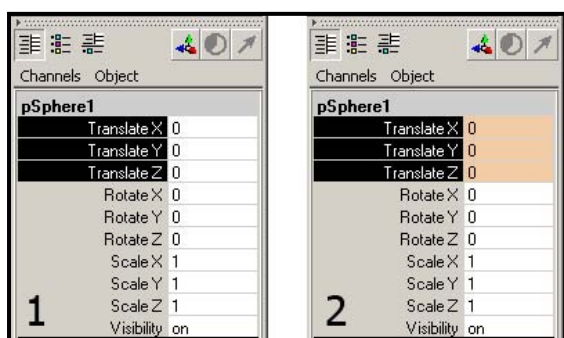 Channels Object
pSphere1
Translate X 0
Translate Y 0
Translate Z 0
Rotate X 0
Rotate Y 0
Rotate Z 0
Scale X 1
Scale Y 1
Scale Z 1
Visibility on
1
Channels Object
pSphere1
Translate X 0
Translate Y 0
Translate Z 0
Rotate X 0
Rotate Y 0
Rotate Z 0
Scale X 1
Scale Y 1
Scale Z 1
Visibility on
2